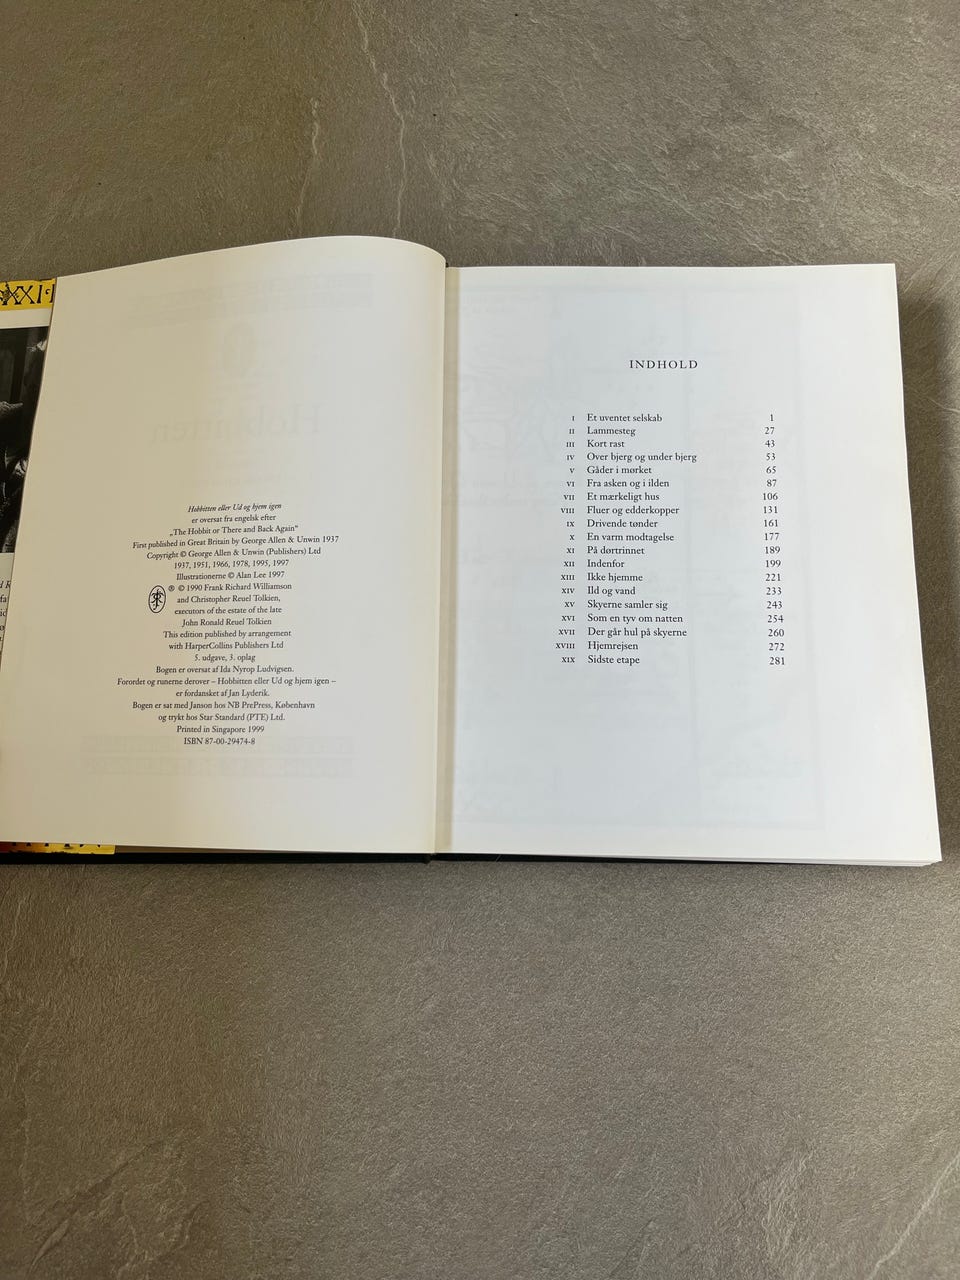 XXI
Hobbitten eller Ud og hjem igen
er oversat fra engelsk efter
„The Hobbit or There and Back Again“
First published in Great Britain by George Allen & Unwin 1937
Copyright © George Allen & Unwin (Publishers) Ltd
1937, 1951, 1966, 1978, 1995, 1997
Illustrationerne © Alan Lee 1997
® © 1990 Frank Richard Williamson
and Christopher Reuel Tolkien,
executors of the estate of the late
John Ronald Reuel Tolkien
This edition published by arrangement
with HarperCollins Publishers Ltd
5. udgave, 3. oplag
Bogen er oversat af Ida Nyrop Ludvigsen.
Forordet og runerne derover – Hobbitten eller Ud og hjem igen –
er fordansket af Jan Lyderik.
Bogen er sat med Janson hos NB PrePress, København
og trykt hos Star Standard (PTE) Ltd.
Printed in Singapore 1999
ISBN 87-00-29474-8
INDHOLD
I Et uventet selskab 1
II Lammesteg 27
III Kort rast 43
IV Over bjerg og under bjerg 53
V Gåder i mørket 65
VI Fra asken og i ilden 87
VII Et mærkeligt hus 106
VIII Fluer og edderkopper 131
IX Drivende tønder 161
X En varm modtagelse 177
XI På dørtrinnet 189
XII Indenfor 199
XIII Ikke hjemme 221
XIV Ild og vand 233
XV Skyerne samler sig 243
XVI Som en tyv om natten 254
XVII Der går hul på skyerne 260
XVIII Hjemrejsen 272
XIX Sidste etape 281